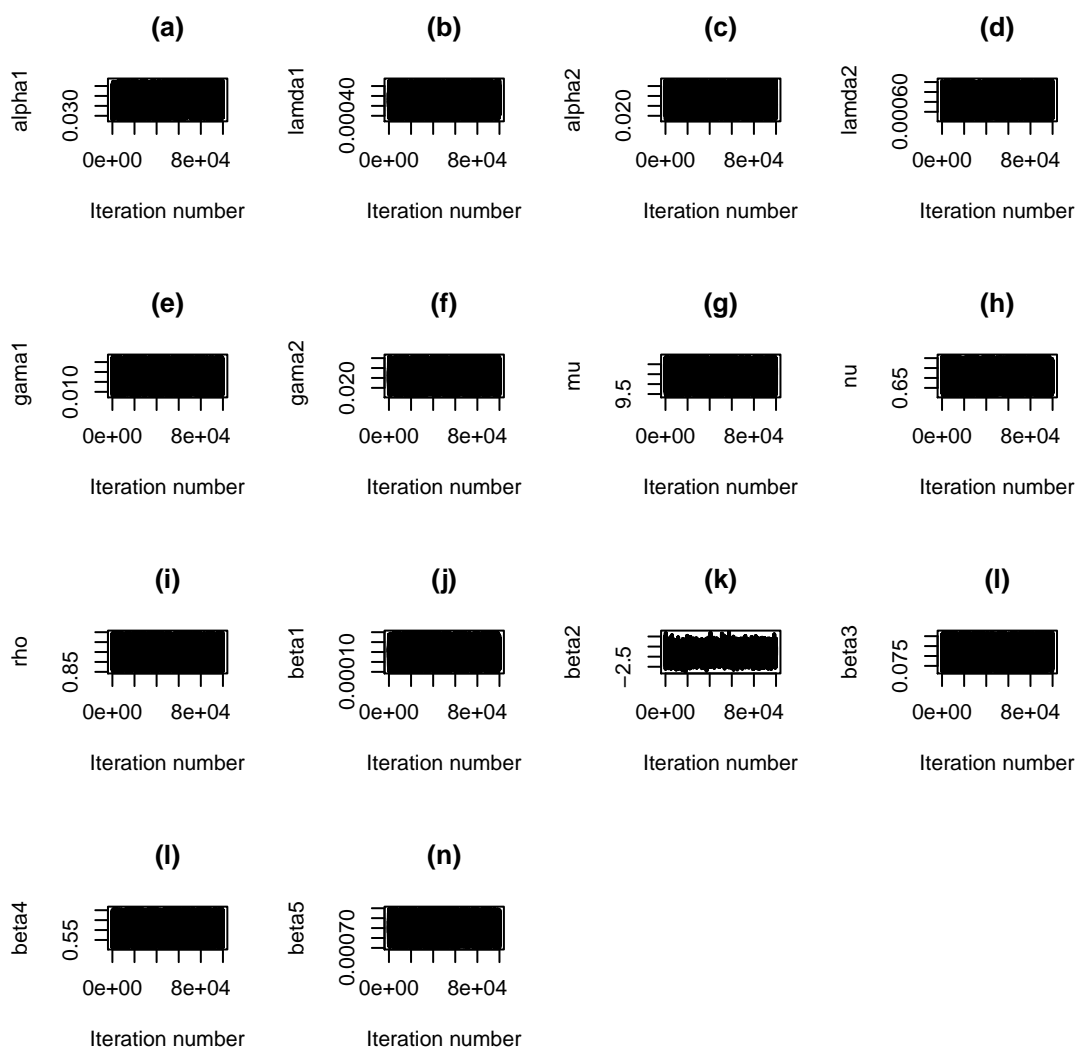 (a) (b) (c) (d)
alpha1 0.030 lamda1 0.00040 alpha2 0.020 lamda2 0.00060
0e+00 8e+04 0e+00 8e+04 0e+00 8e+04 0e+00 8e+04
Iteration number Iteration number Iteration number Iteration number
(e) (f) (g) (h)
gama1 0.010 gama2 0.020 mu 9.5 nu 0.65
0e+00 8e+04 0e+00 8e+04 0e+00 8e+04 0e+00 8e+04
Iteration number Iteration number Iteration number Iteration number
(i) (j) (k) (l)
rho 0.85 beta1 0.00010 beta2 −2.5 beta3 0.075
0e+00 8e+04 0e+00 8e+04 0e+00 8e+04 0e+00 8e+04
Iteration number Iteration number Iteration number Iteration number
(l) (n)
beta4 0.55 beta5 0.00070
0e+00 8e+04 0e+00 8e+04
Iteration number Iteration number